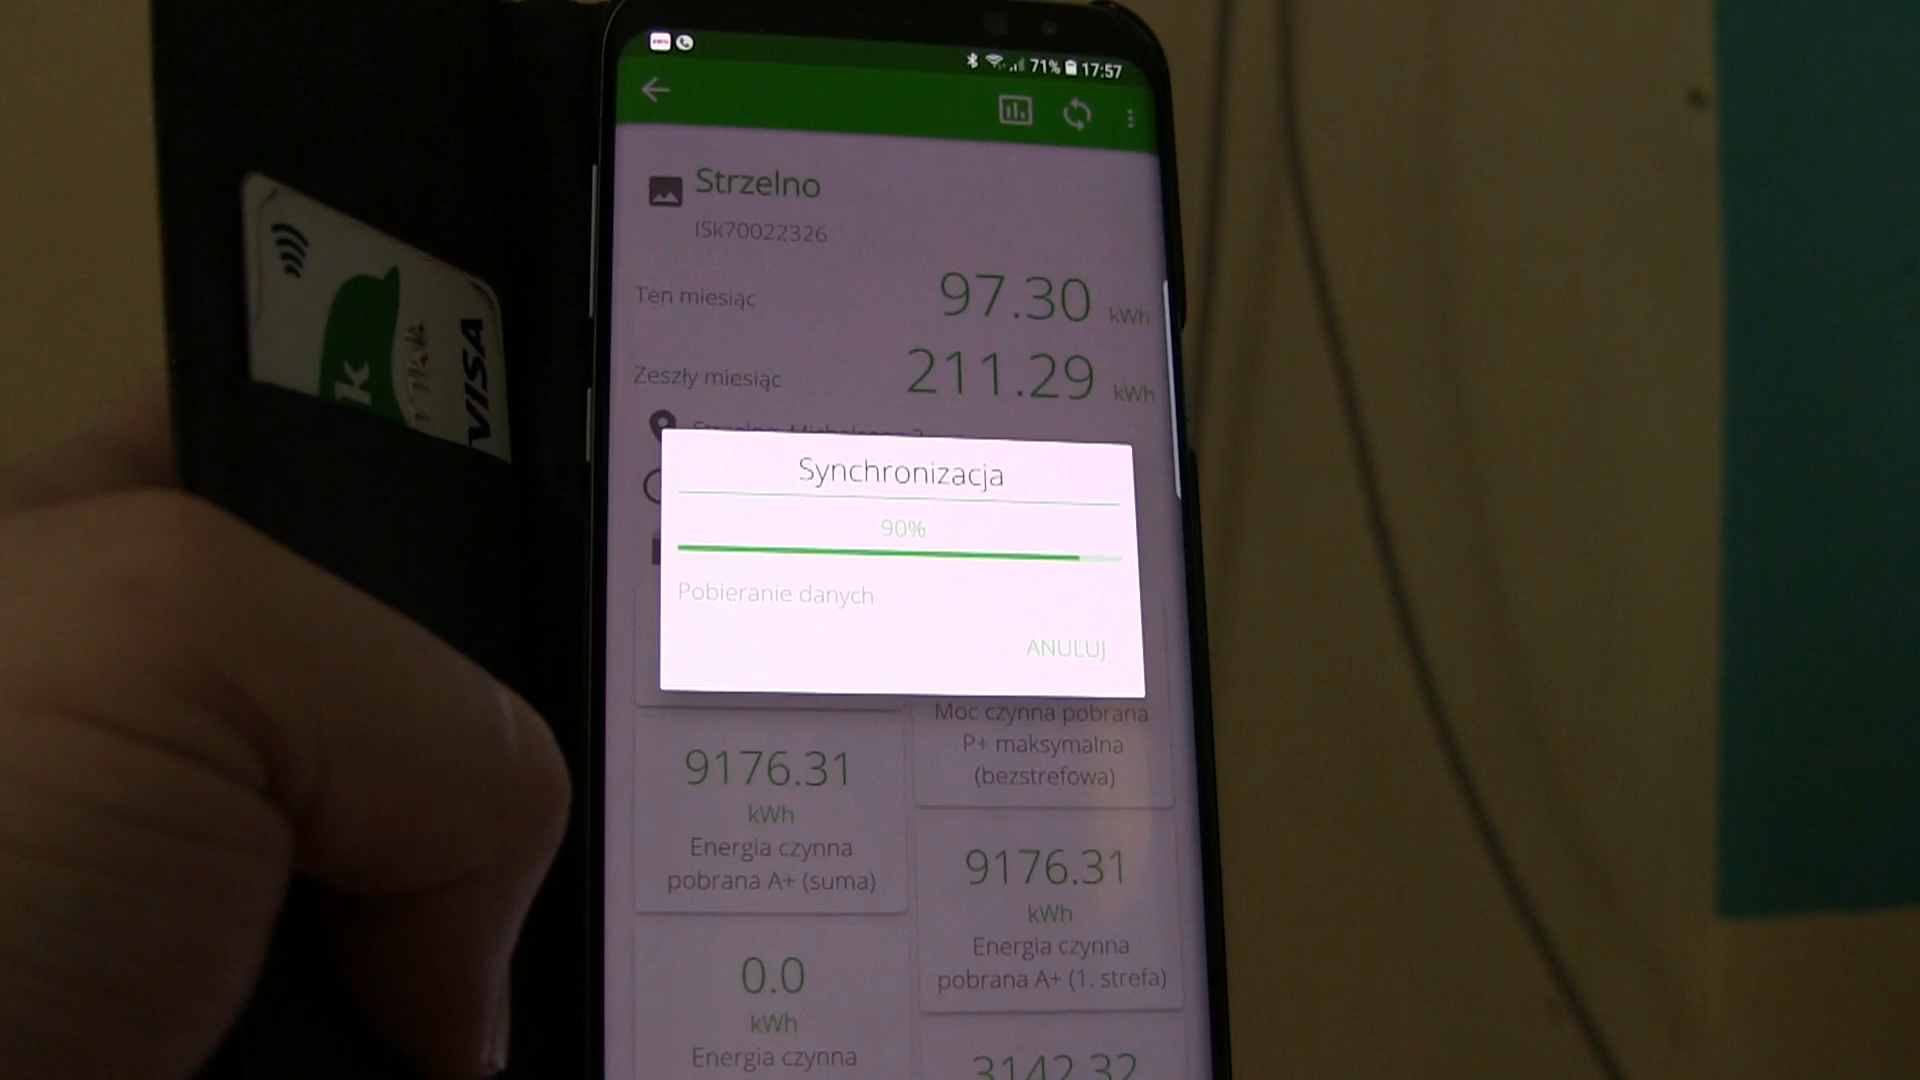 71% 17:57
Strzelno
ISk70022326
Ten miesiąc 97.30 kWh
Zeszły miesiąc 211.29 kWh
Synchronizacja
90%
Pobieranie danych
ANULUJ
Moc czynna pobrana
P+ maksymalna
(bezstrefowa)
9176.31
kWh
Energia czynna
pobrana A+ (suma)
9176.31
kWh
Energia czynna
pobrana A+ (1. strefa)
0.0
kWh
Energia czynna
3142.32
VISA
k